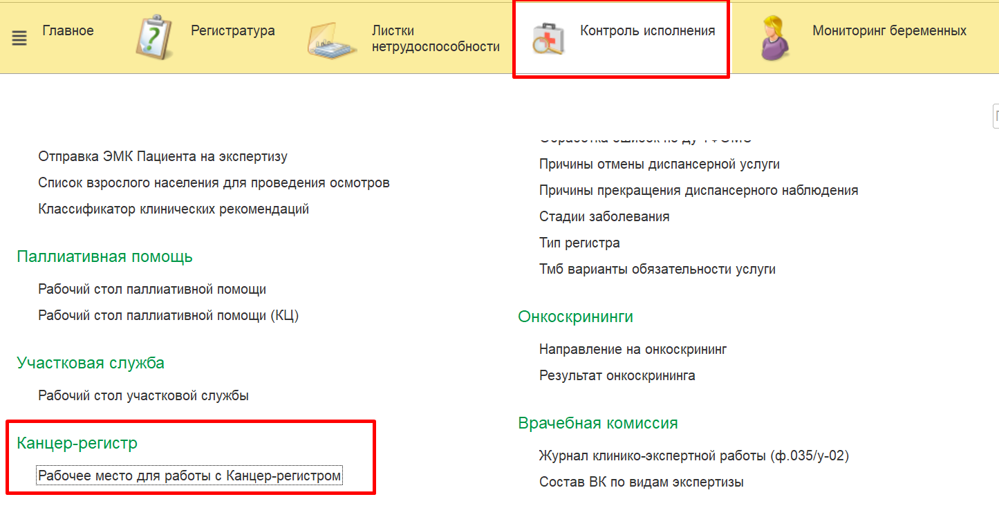 Главное
Регистратура
Листки
нетрудоспособности
Контроль исполнения
Мониторинг беременных
Отправка ЭМК Пациента на экспертизу
Список взрослого населения для проведения осмотров
Классификатор клинических рекомендаций
Паллиативная помощь
Рабочий стол паллиативной помощи
Рабочий стол паллиативной помощи (КЦ)
Участковая служба
Рабочий стол участковой службы
Канцер-регистр
Рабочее место для работы с Канцер-регистром
Причины отмены диспансерной услуги
Причины прекращения диспансерного наблюдения
Стадии заболевания
Тип регистра
Тмб варианты обязательности услуги
Онкоскрининги
Направление на онкоскрининг
Результат онкоскрининга
Врачебная комиссия
Журнал клинико-экспертной работы (ф.035/у-02)
Состав ВК по видам экспертизы